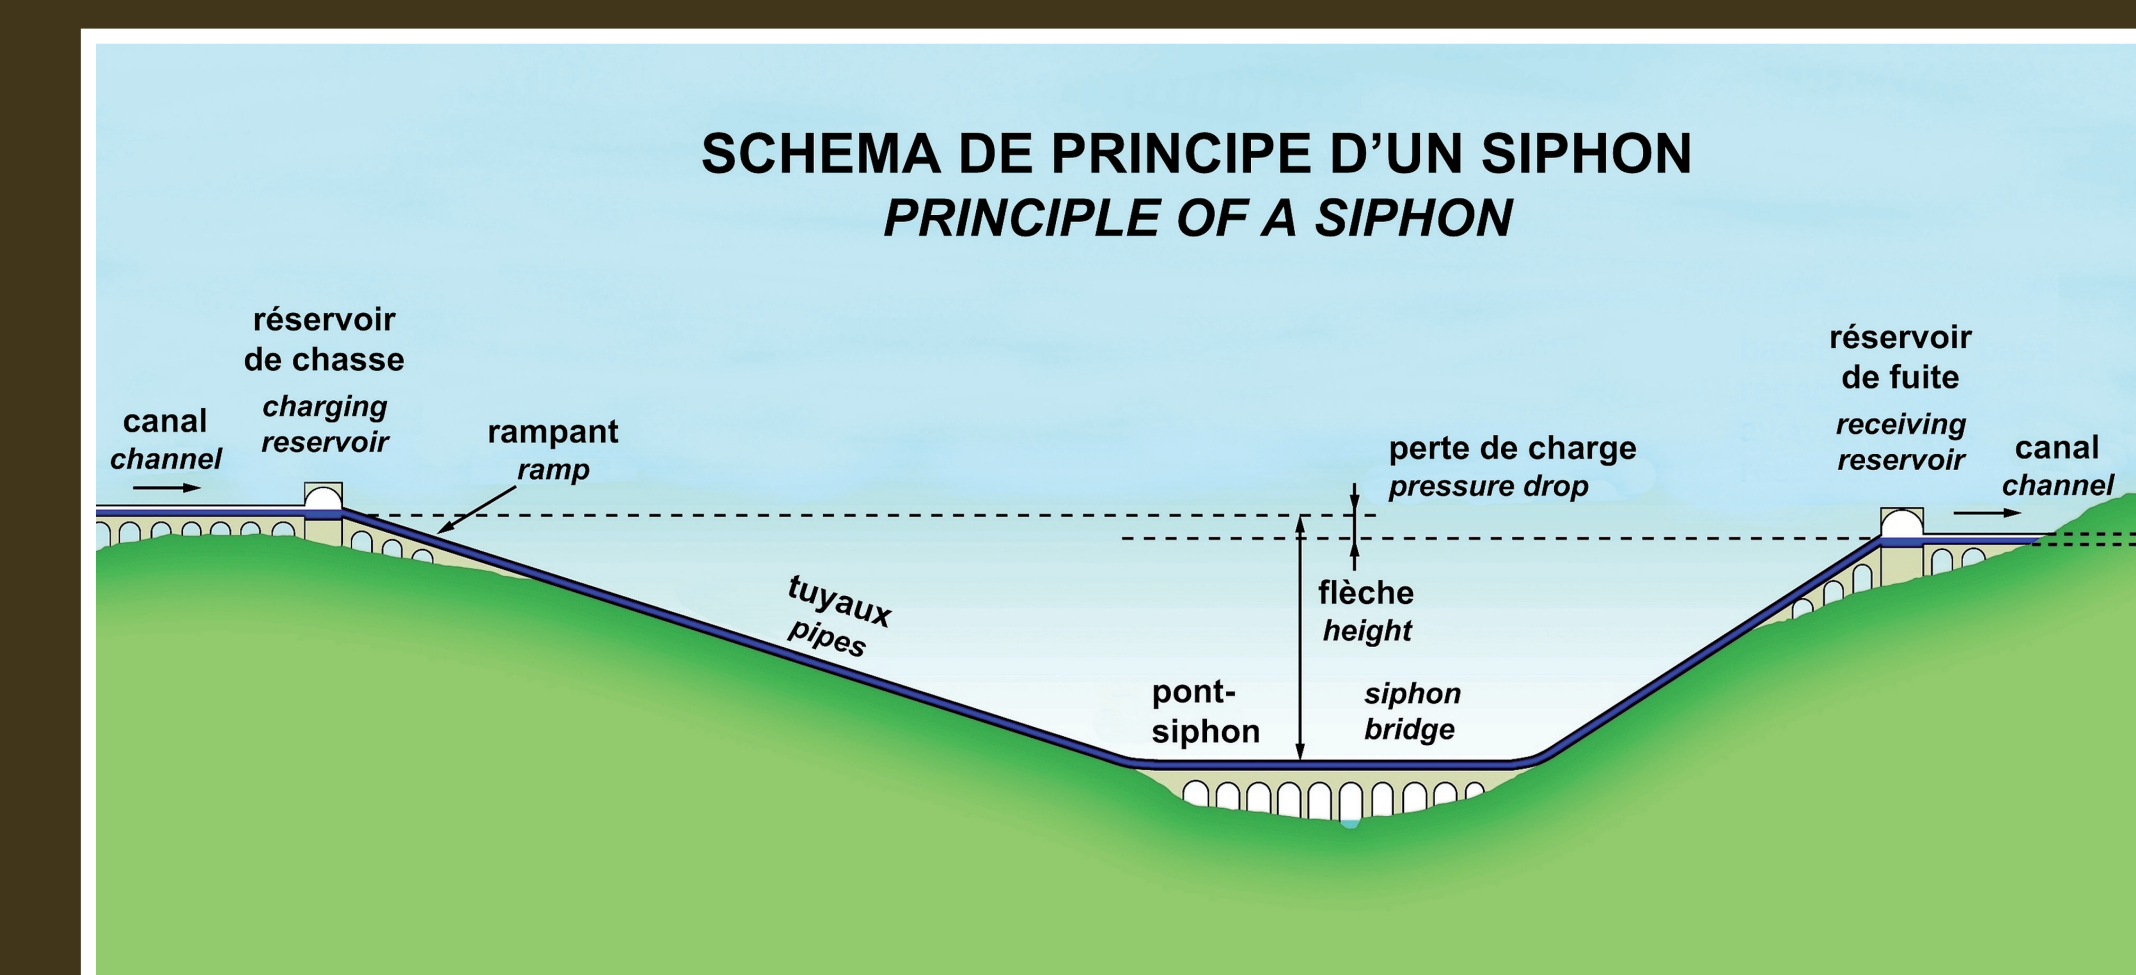 SCHEMA DE PRINCIPE D’UN SIPHON
PRINCIPLE OF A SIPHON
réservoir
de chasse
charging
reservoir
canal
channel
rampant
ramp
tuyaux
pipes
perte de charge
pressure drop
flèche
height
pont-
siphon
siphon
bridge
réservoir
de fuite
receiving
reservoir
canal
channel